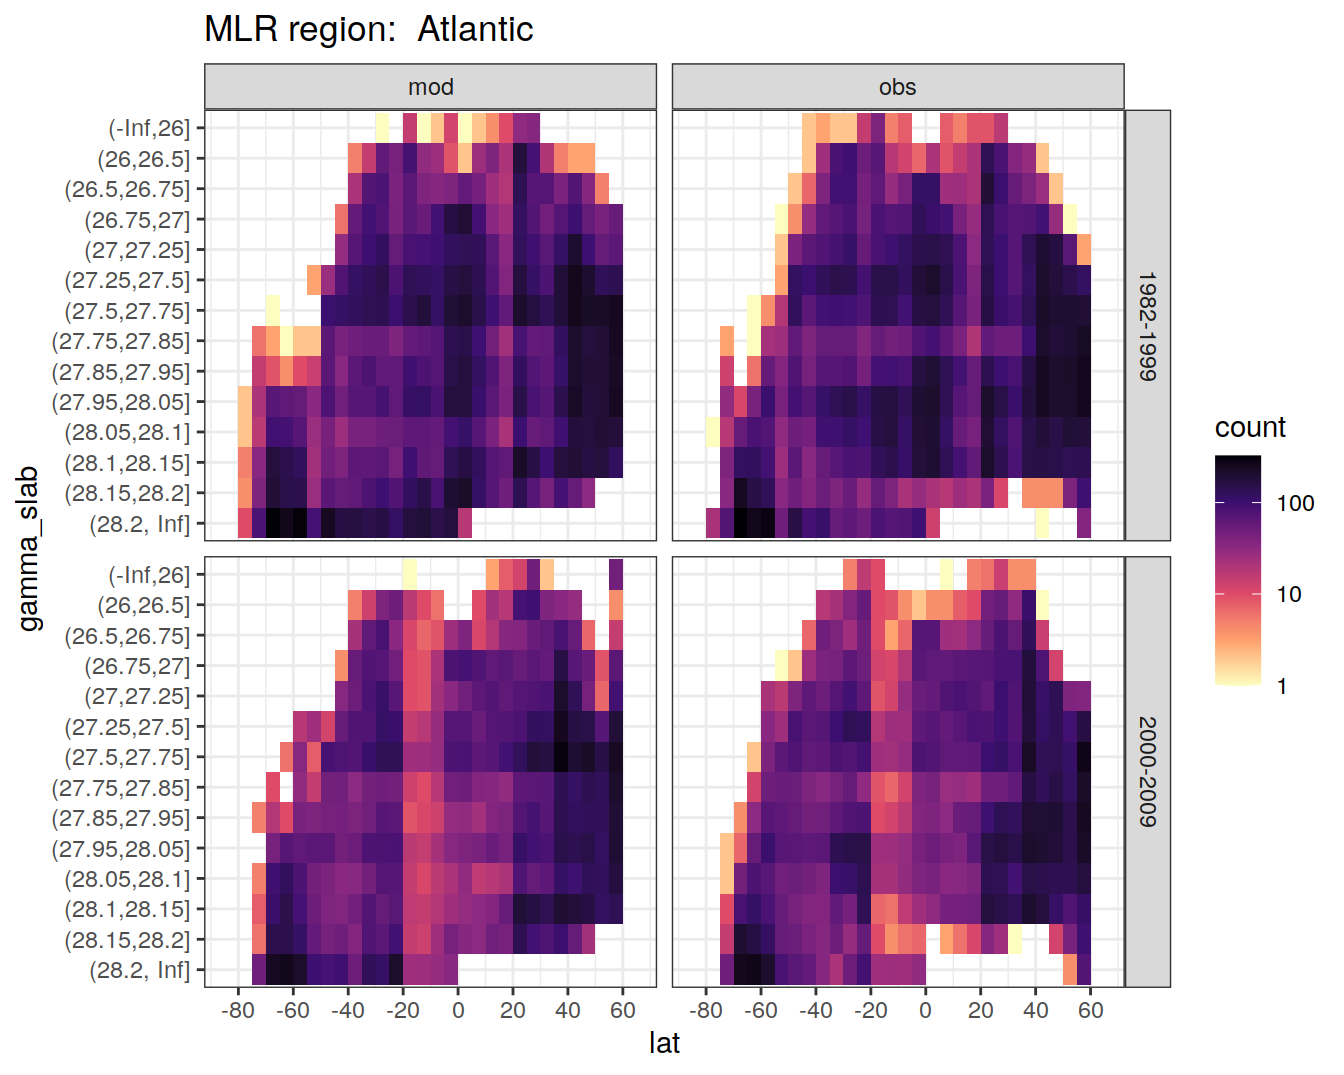 MLR region:  Atlantic
mod
obs
(-Inf,26]
(26,26.5]
(26.5,26.75]
(26.75,27]
(27,27.25]
(27.25,27.5]
(27.5,27.75]
(27.75,27.85]
(27.85,27.95]
(27.95,28.05]
(28.05,28.1]
(28.1,28.15]
(28.15,28.2]
(28.2, Inf]
1982-1999
(-Inf,26]
(26,26.5]
(26.5,26.75]
(26.75,27]
(27,27.25]
(27.25,27.5]
(27.5,27.75]
(27.75,27.85]
(27.85,27.95]
(27.95,28.05]
(28.05,28.1]
(28.1,28.15]
(28.15,28.2]
(28.2, Inf]
2000-2009
gamma_slab
-80 -60 -40 -20 0 20 40 60
-80 -60 -40 -20 0 20 40 60
lat
count
100
10
1